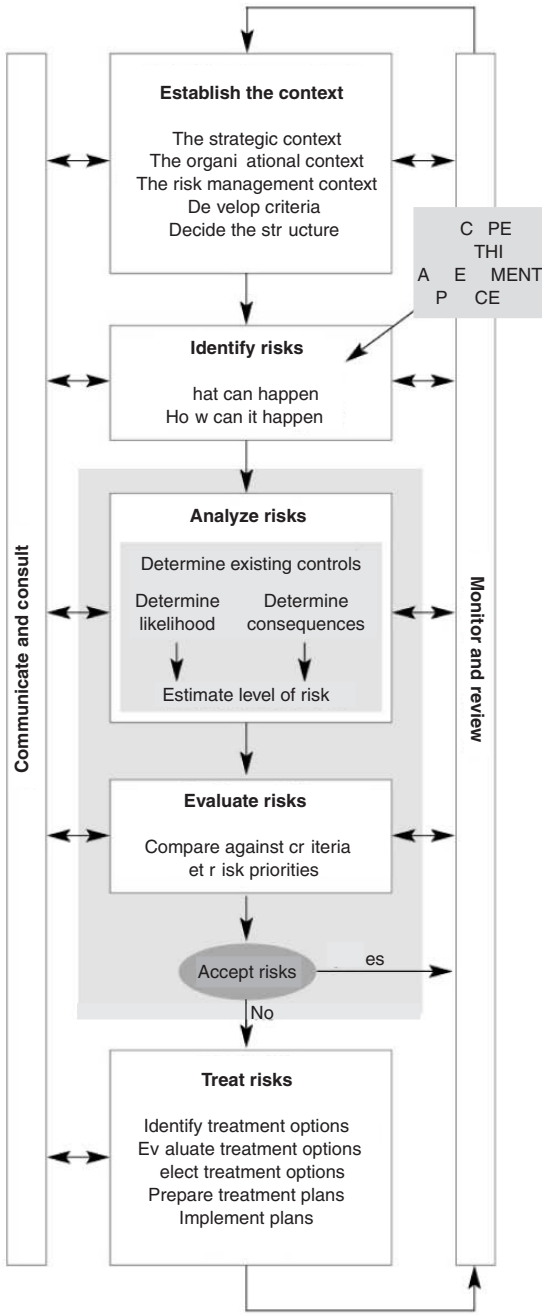 Establish the context
The strategic context
The organi ational context
The risk management context
De velop criteria
Decide the str ucture
C PE
THI
A E MENT
P CE
Identify risks
hat can happen
Ho w can it happen
Analyze risks
Determine existing controls
Determine likelihood
Determine consequences
Estimate level of risk
Evaluate risks
Compare against cr iteria
et r isk priorities
Accept risks
es
No
Treat risks
Identify treatment options
Ev aluate treatment options
elect treatment options
Prepare treatment plans
Implement plans
Communicate and consult
Monitor and review